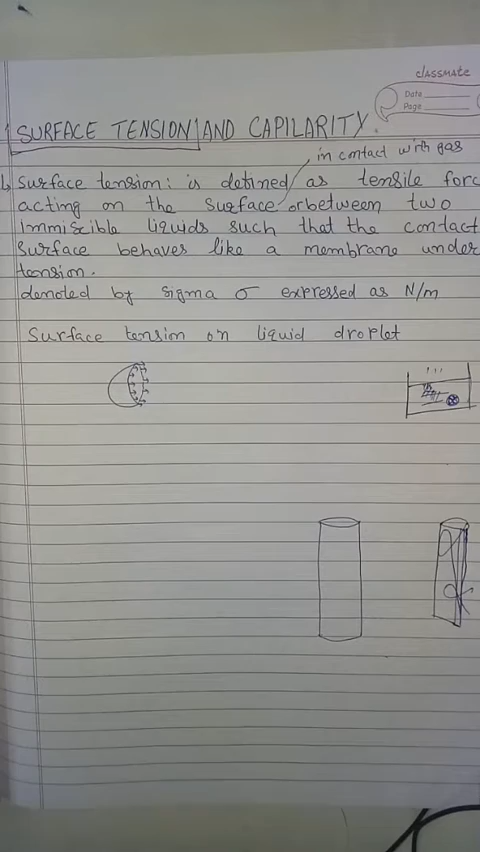 classmate
Date
Page
SURFACE TENSION AND CAPILARITY.
in contact with gas
Surface tension: is defined as tensile forc
acting on the surface or between two
immiscible liquids such that the contact
surface behaves like a membrane under
tension.
denoted by sigma σ expressed as N/m
Surface tension on liquid droplet